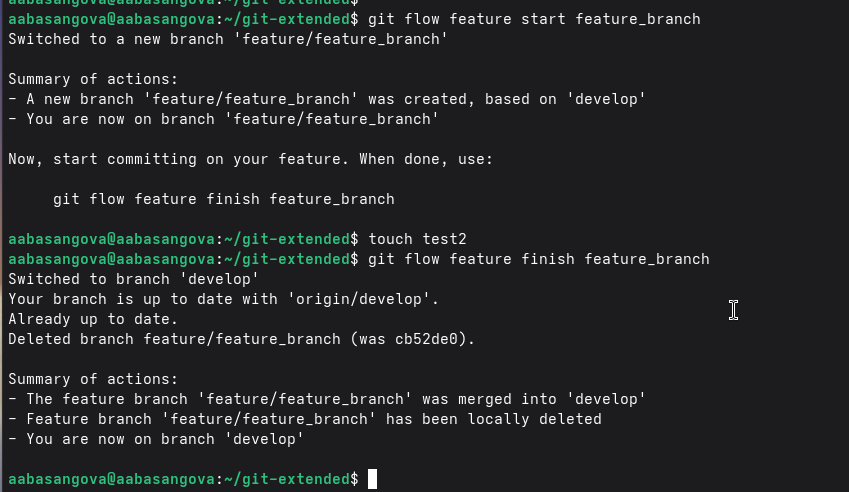 aabasangova@aabasangova:~/git-extended$ git flow feature start feature_branch
Switched to a new branch 'feature/feature_branch'
Summary of actions:
- A new branch 'feature/feature_branch' was created, based on 'develop'
- You are now on branch 'feature/feature_branch'
Now, start committing on your feature. When done, use:
git flow feature finish feature_branch
aabasangova@aabasangova:~/git-extended$ touch test2
aabasangova@aabasangova:~/git-extended$ git flow feature finish feature_branch
Switched to branch 'develop'
Your branch is up to date with 'origin/develop'.
Already up to date.
Deleted branch feature/feature_branch (was cb52de0).
Summary of actions:
- The feature branch 'feature/feature_branch' was merged into 'develop'
- Feature branch 'feature/feature_branch' has been locally deleted
- You are now on branch 'develop'
aabasangova@aabasangova:~/git-extended$